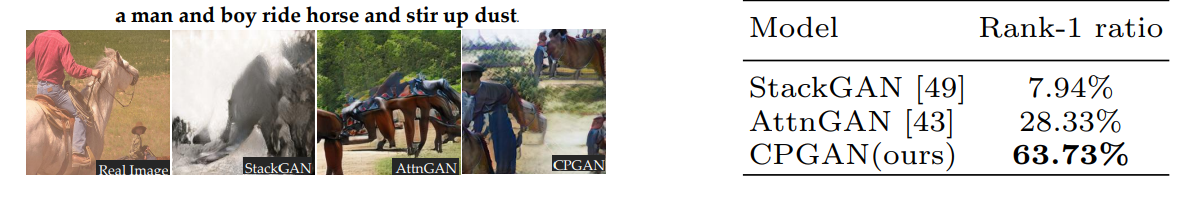 a man and boy ride horse and stir up dust.
Real Image
StackGAN
AttnGAN
CPGAN
Model Rank-1 ratio
StackGAN [49] 7.94%
AttnGAN [43] 28.33%
CPGAN(ours) 63.73%